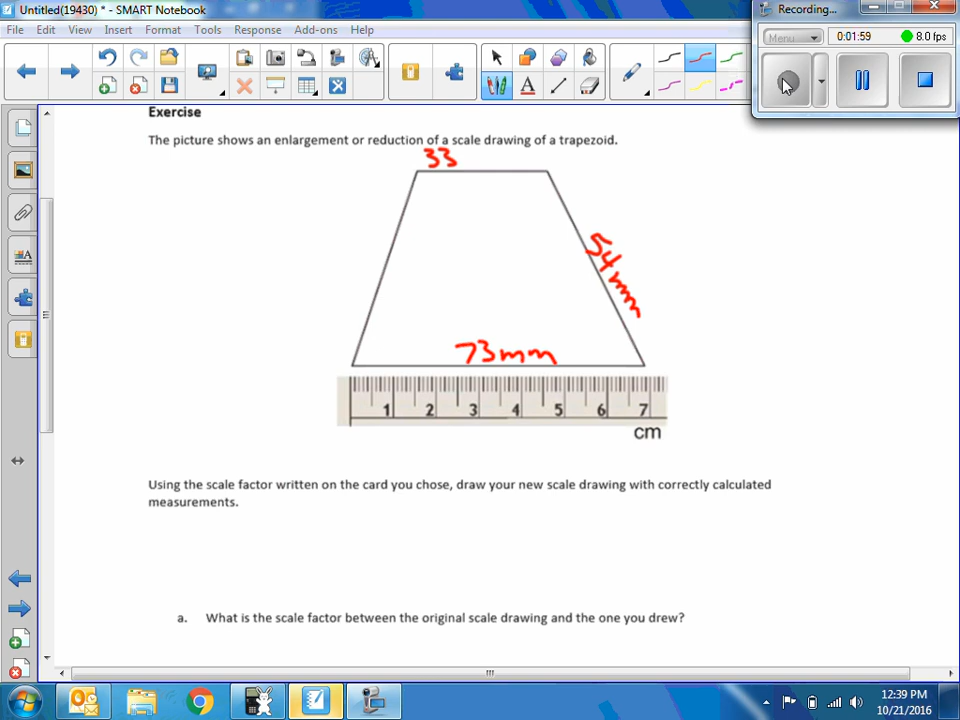 Untitled(19430) * - SMART Notebook
Recording...
File Edit View Insert Format Tools Response Add-ons Help
Menu
0:01:59
8.0 fps
Exercise
The picture shows an enlargement or reduction of a scale drawing of a trapezoid.
33
54mm
73mm
1 2 3 4 5 6 7
cm
Using the scale factor written on the card you chose, draw your new scale drawing with correctly calculated
measurements.
a. What is the scale factor between the original scale drawing and the one you drew?
12:39 PM
10/21/2016